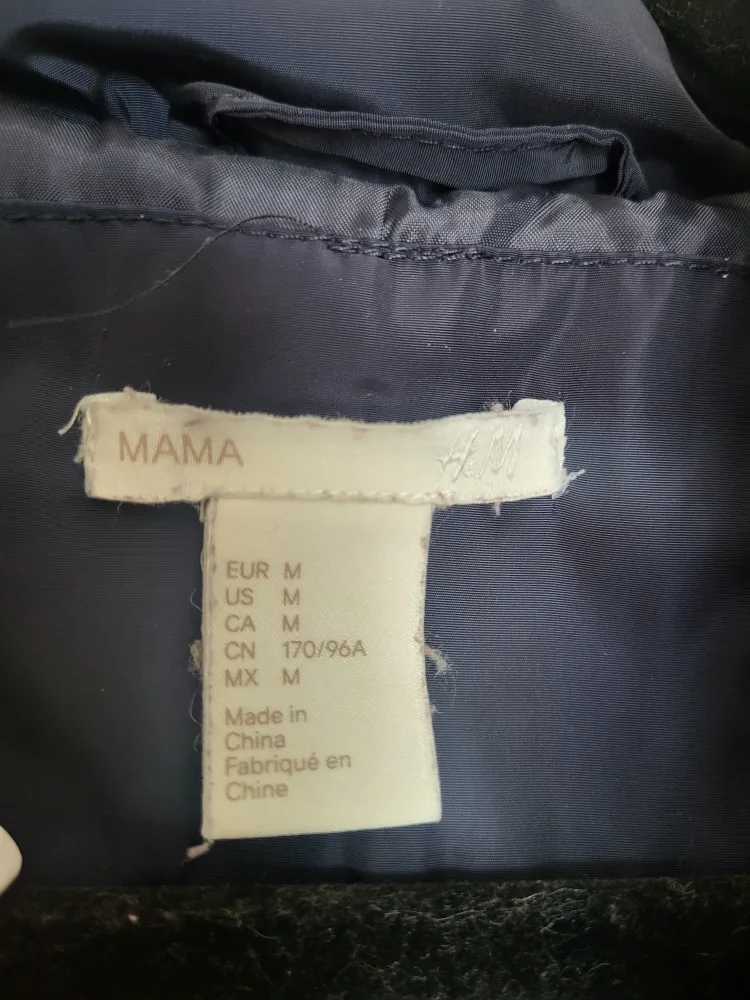 MAMA H&M
EUR M
US M
CA M
CN 170/96A
MX M
Made in
China
Fabriqué en
Chine